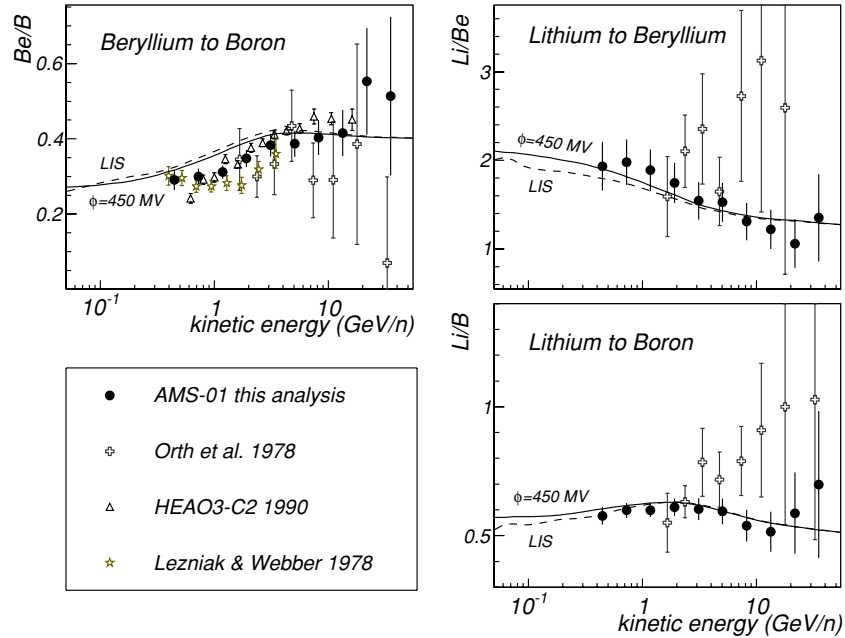 Be/B
Beryllium to Boron
0.6
0.4
0.2
LIS
ϕ=450 MV
10⁻¹
1
10
kinetic energy (GeV/n)
Li/Be
Lithium to Beryllium
3
2
1
ϕ=450 MV
LIS
Li/B
Lithium to Boron
1
0.5
ϕ=450 MV
LIS
10⁻¹
1
10
kinetic energy (GeV/n)
AMS-01 this analysis
Orth et al. 1978
HEAO3-C2 1990
Lezniak & Webber 1978